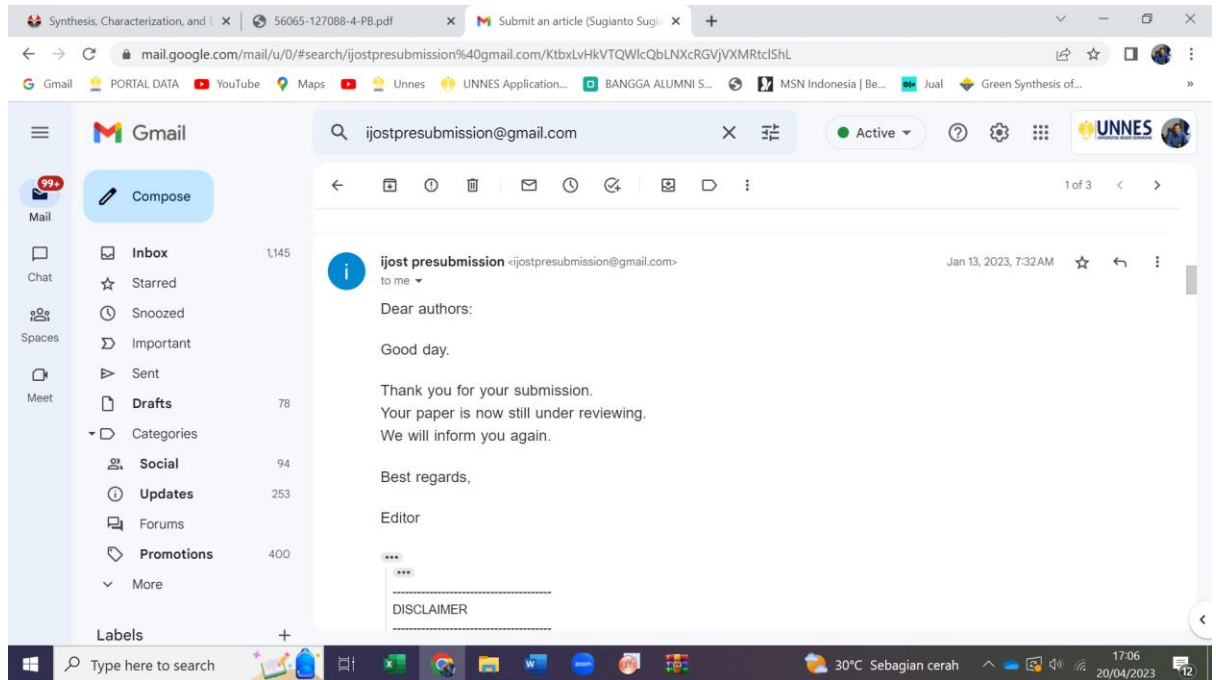 Synthesis, Characterization, and E
56065-127088-4-PB.pdf
Submit an article (Sugianto Sugia
mail.google.com/mail/u/0/#search/ijostpresubmission%40gmail.com/KtbxLvHkVTQWlcQbLNXcRGVjVXMRtclShL
Gmail PORTAL DATA YouTube Maps Unnes UNNES Application... BANGGA ALUMNI S... MSN Indonesia | Be... Jual Green Synthesis of... »
Gmail
ijostpresubmission@gmail.com
Active
UNNES
99+
Mail
Chat
Spaces
Meet
Compose
1 of 3
Inbox 1,145
Starred
Snoozed
Important
Sent
Drafts 78
Categories
Social 94
Updates 253
Forums
Promotions 400
More
Labels +
i
ijost presubmission <ijostpresubmission@gmail.com>
Jan 13, 2023, 7:32 AM
to me
Dear authors:
Good day.
Thank you for your submission.
Your paper is now still under reviewing.
We will inform you again.
Best regards,
Editor
---------------------------------------
DISCLAIMER
---------------------------------------
Type here to search
zoom
30°C Sebagian cerah
17:06
20/04/2023
12